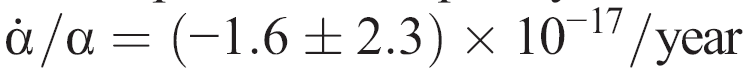 α̇/α = (−1.6 ± 2.3) × 10⁻¹⁷/year